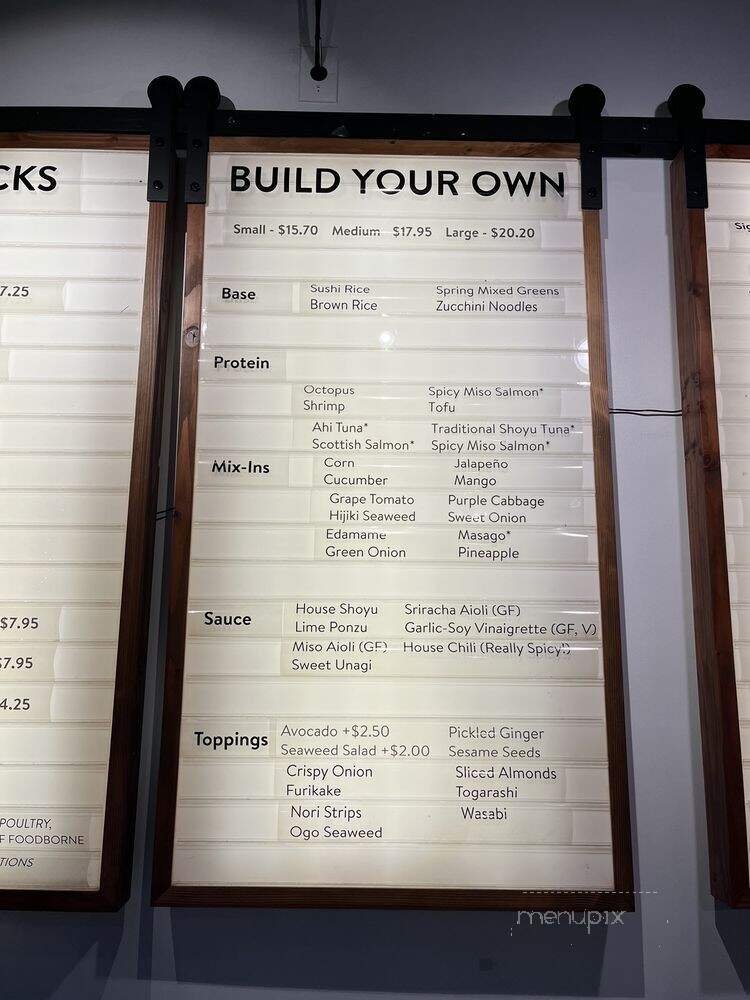 CKS
7.25
$7.95
$7.95
4.25
POULTRY,
F FOODBORNE
TIONS
BUILD YOUR OWN
Small - $15.70 Medium $17.95 Large - $20.20
Base
Sushi Rice Spring Mixed Greens
Brown Rice Zucchini Noodles
Protein
Octopus Spicy Miso Salmon*
Shrimp Tofu
Ahi Tuna* Traditional Shoyu Tuna*
Scottish Salmon* Spicy Miso Salmon*
Mix-Ins
Corn Jalapeño
Cucumber Mango
Grape Tomato Purple Cabbage
Hijiki Seaweed Sweet Onion
Edamame Masago*
Green Onion Pineapple
Sauce
House Shoyu Sriracha Aioli (GF)
Lime Ponzu Garlic-Soy Vinaigrette (GF, V)
Miso Aioli (GF) House Chili (Really Spicy!)
Sweet Unagi
Toppings
Avocado +$2.50 Pickled Ginger
Seaweed Salad +$2.00 Sesame Seeds
Crispy Onion Sliced Almonds
Furikake Togarashi
Nori Strips Wasabi
Ogo Seaweed
Sig
menupix